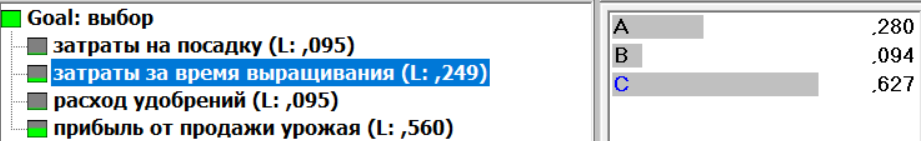 Goal: выбор
затраты на посадку (L: ,095)
затраты за время выращивания (L: ,249)
расход удобрений (L: ,095)
прибыль от продажи урожая (L: ,560)
A ,280
B ,094
C ,627